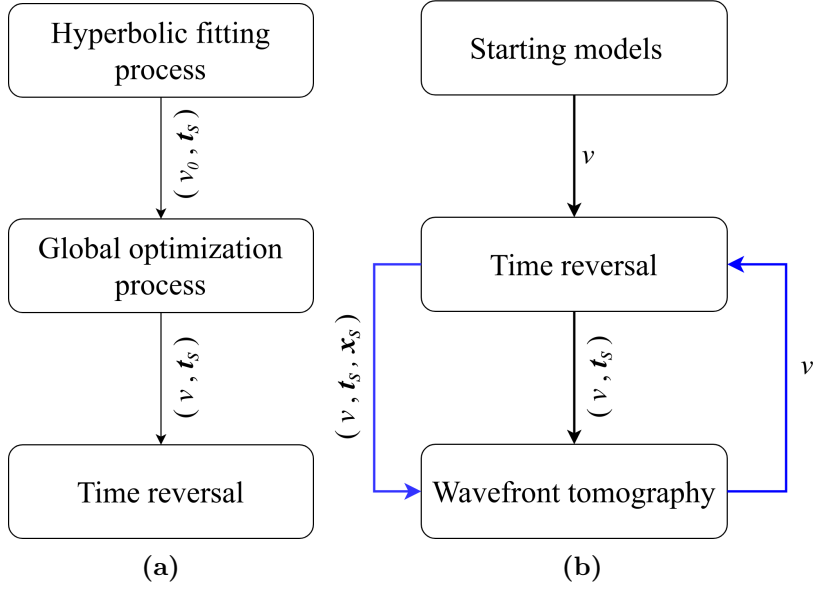 Hyperbolic fitting
process
(v₀, tₛ)
Global optimization
process
(v, tₛ)
Time reversal
(a)
Starting models
v
Time reversal
(v, tₛ, xₛ)
(v, tₛ)
v
Wavefront tomography
(b)